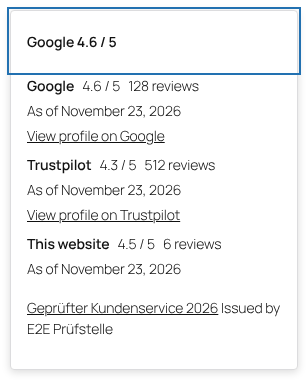 Google 4.6 / 5
Google 4.6 / 5 128 reviews
As of November 23, 2026
View profile on Google
Trustpilot 4.3 / 5 512 reviews
As of November 23, 2026
View profile on Trustpilot
This website 4.5 / 5 6 reviews
As of November 23, 2026
Geprüfter Kundenservice 2026 Issued by
E2E Prüfstelle